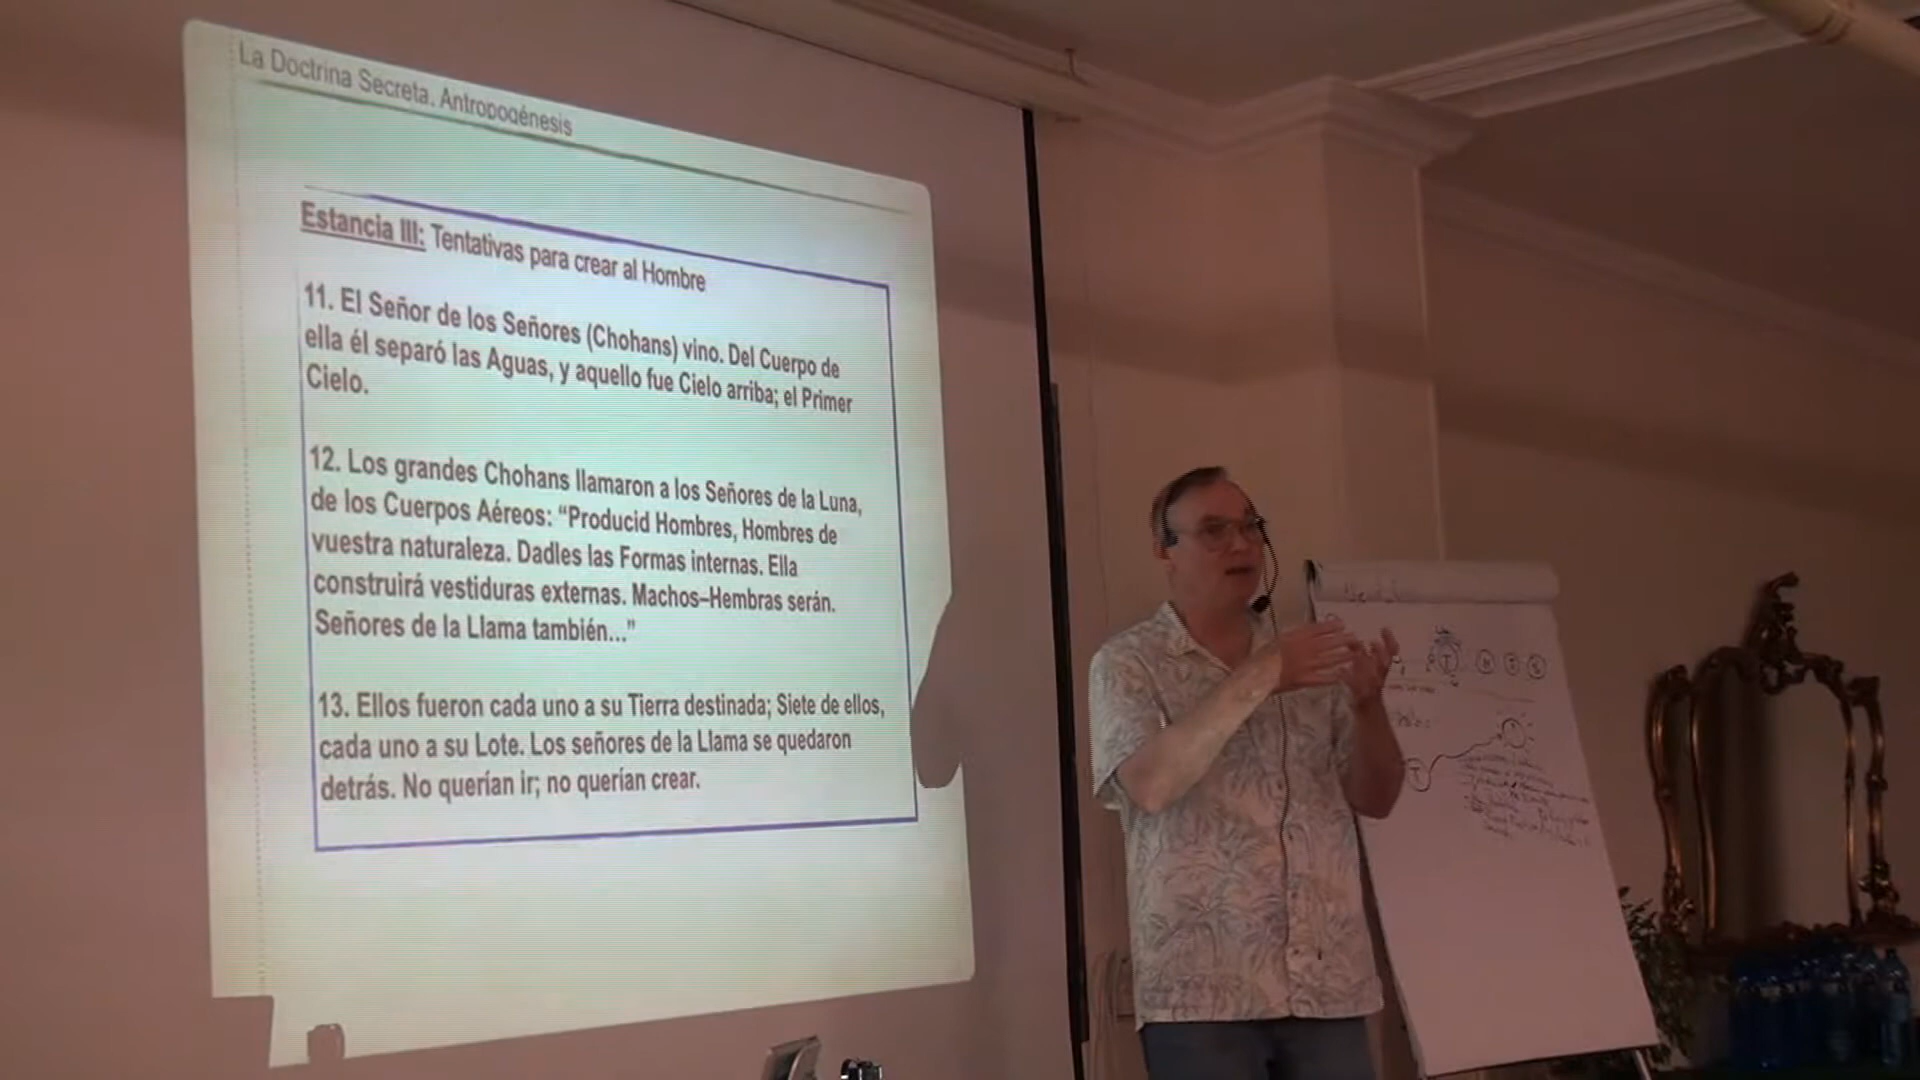 La Doctrina Secreta. Antropogénesis
Estancia III: Tentativas para crear al Hombre
11. El Señor de los Señores (Chohans) vino. Del Cuerpo de
ella él separó las Aguas, y aquello fue Cielo arriba; el Primer
Cielo.
12. Los grandes Chohans llamaron a los Señores de la Luna,
de los Cuerpos Aéreos: “Producid Hombres, Hombres de
vuestra naturaleza. Dadles las Formas internas. Ella
construirá vestiduras externas. Machos–Hembras serán.
Señores de la Llama también...”
13. Ellos fueron cada uno a su Tierra destinada; Siete de ellos,
cada uno a su Lote. Los señores de la Llama se quedaron
detrás. No querían ir; no querían crear.